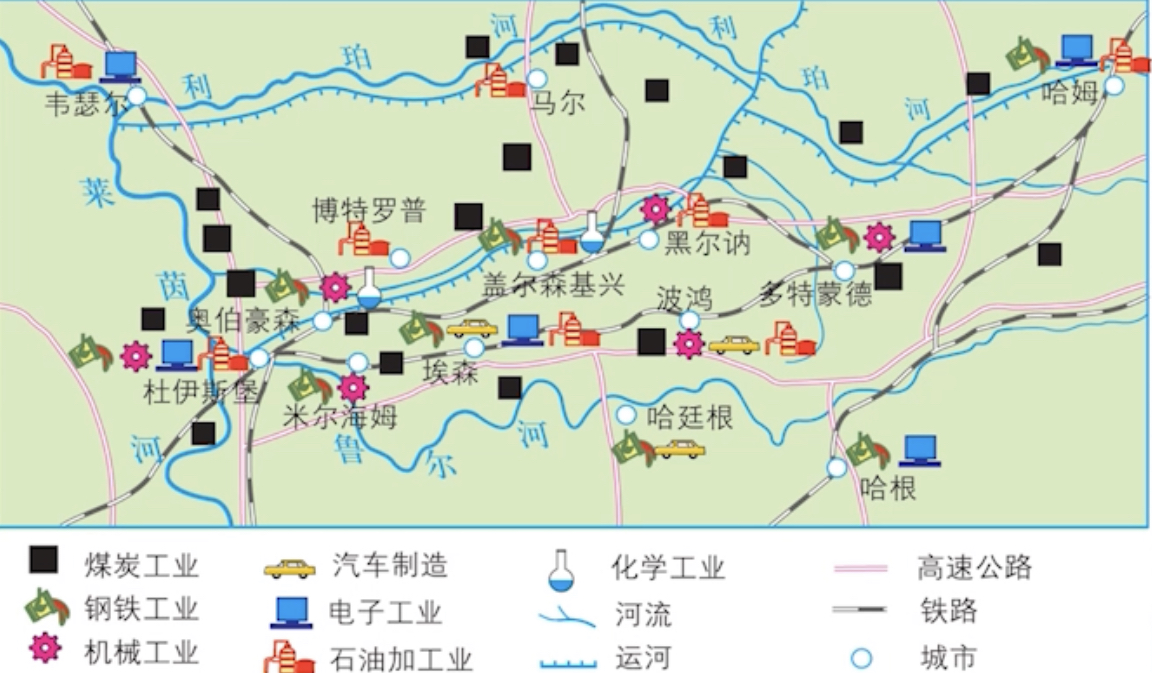 河
利
珀
利
珀
河
韦瑟尔
马尔
哈姆
莱
博特罗普
黑尔讷
盖尔森基兴
茵
波鸿
多特蒙德
奥伯豪森
埃森
杜伊斯堡
米尔海姆
哈廷根
河
鲁
尔
河
哈根
煤炭工业
汽车制造
化学工业
高速公路
钢铁工业
电子工业
河流
铁路
机械工业
石油加工业
运河
城市